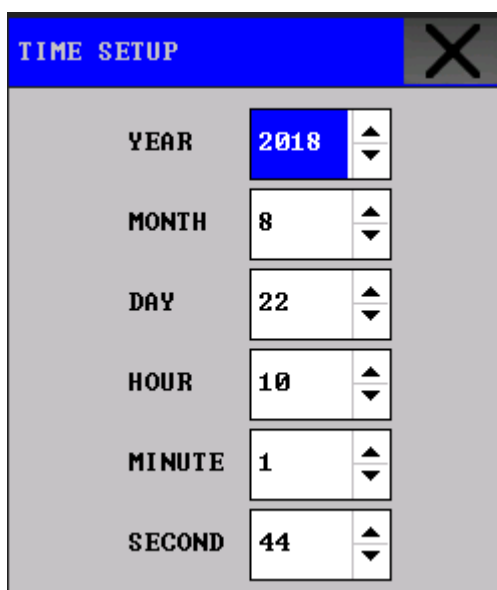 TIME SETUP
YEAR 2018
MONTH 8
DAY 22
HOUR 10
MINUTE 1
SECOND 44